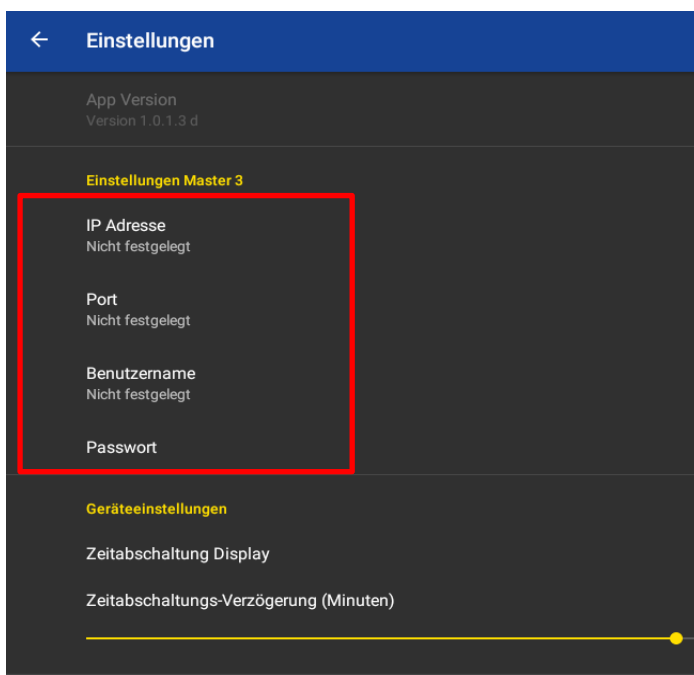 Einstellungen
App Version
Version 1.0.1.3 d
Einstellungen Master 3
IP Adresse
Nicht festgelegt
Port
Nicht festgelegt
Benutzername
Nicht festgelegt
Passwort
Geräteeinstellungen
Zeitabschaltung Display
Zeitabschaltungs-Verzögerung (Minuten)